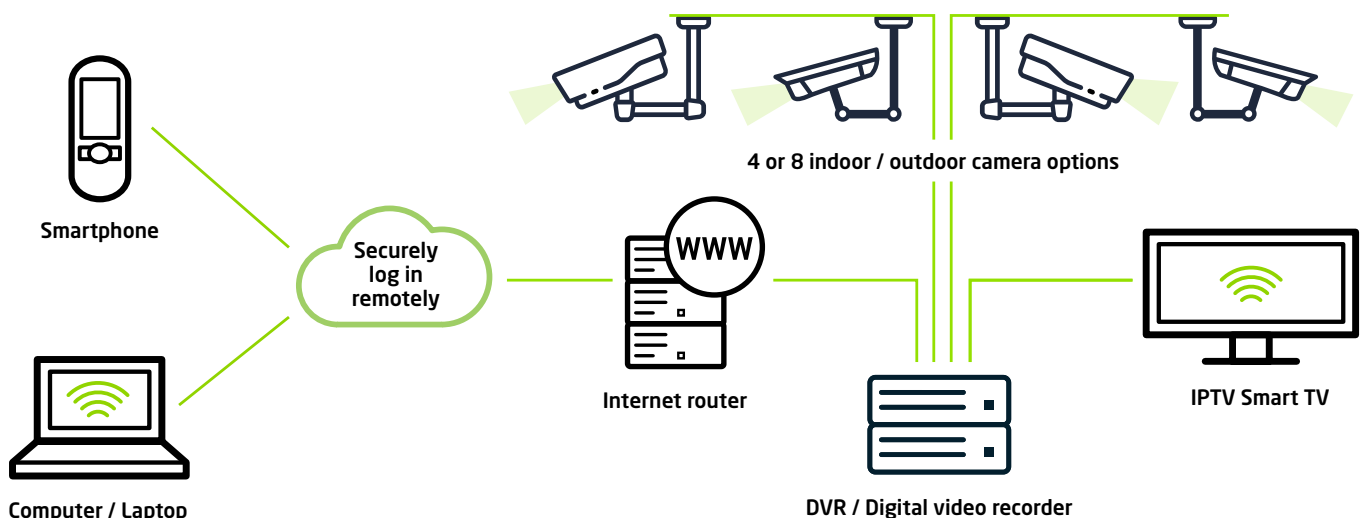 4 or 8 indoor / outdoor camera options
Smartphone
Securely
log in
remotely
WWW
Internet router
IPTV Smart TV
Computer / Laptop
DVR / Digital video recorder